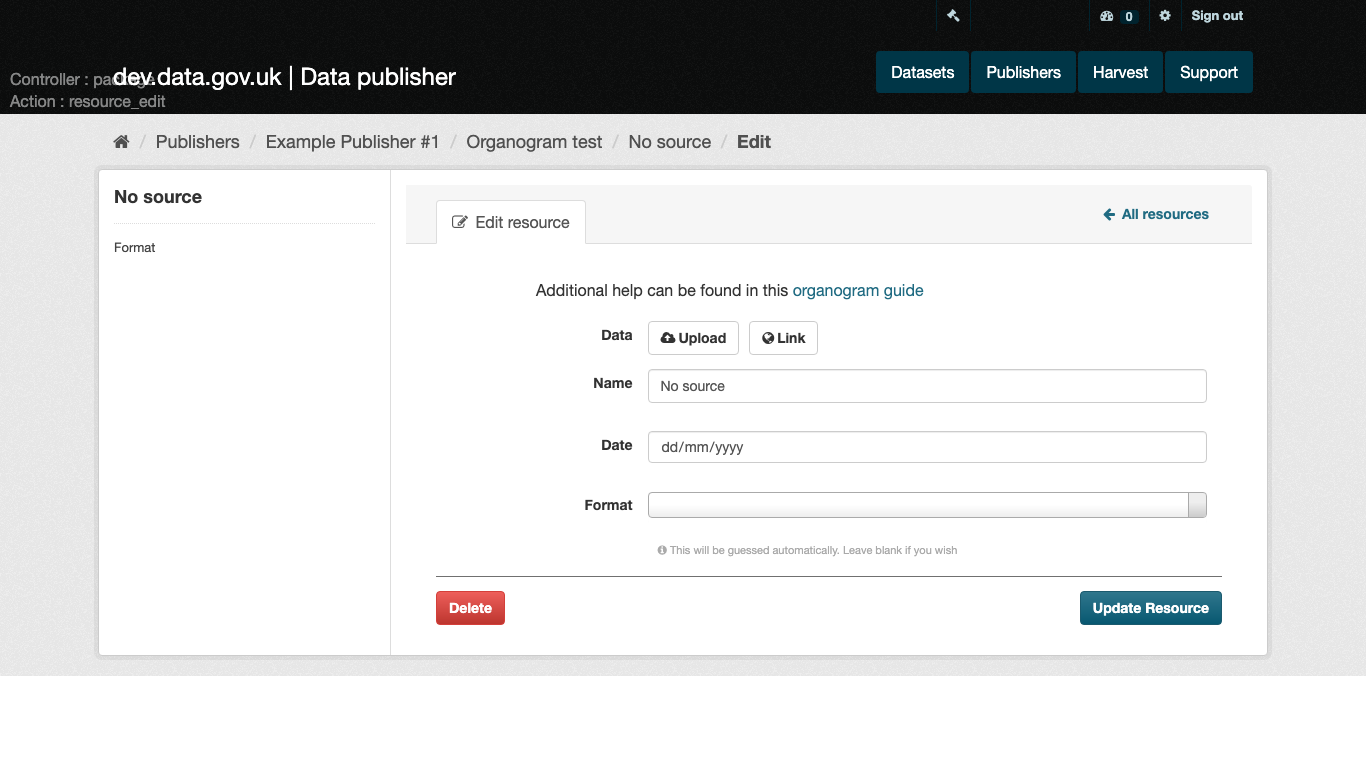 0 Sign out
Controller : package
dev.data.gov.uk | Data publisher
Datasets Publishers Harvest Support
Action : resource_edit
/ Publishers / Example Publisher #1 / Organogram test / No source / Edit
No source
Format
Edit resource
All resources
Additional help can be found in this organogram guide
Data Upload Link
Name No source
Date dd/mm/yyyy
Format
This will be guessed automatically. Leave blank if you wish
Delete Update Resource